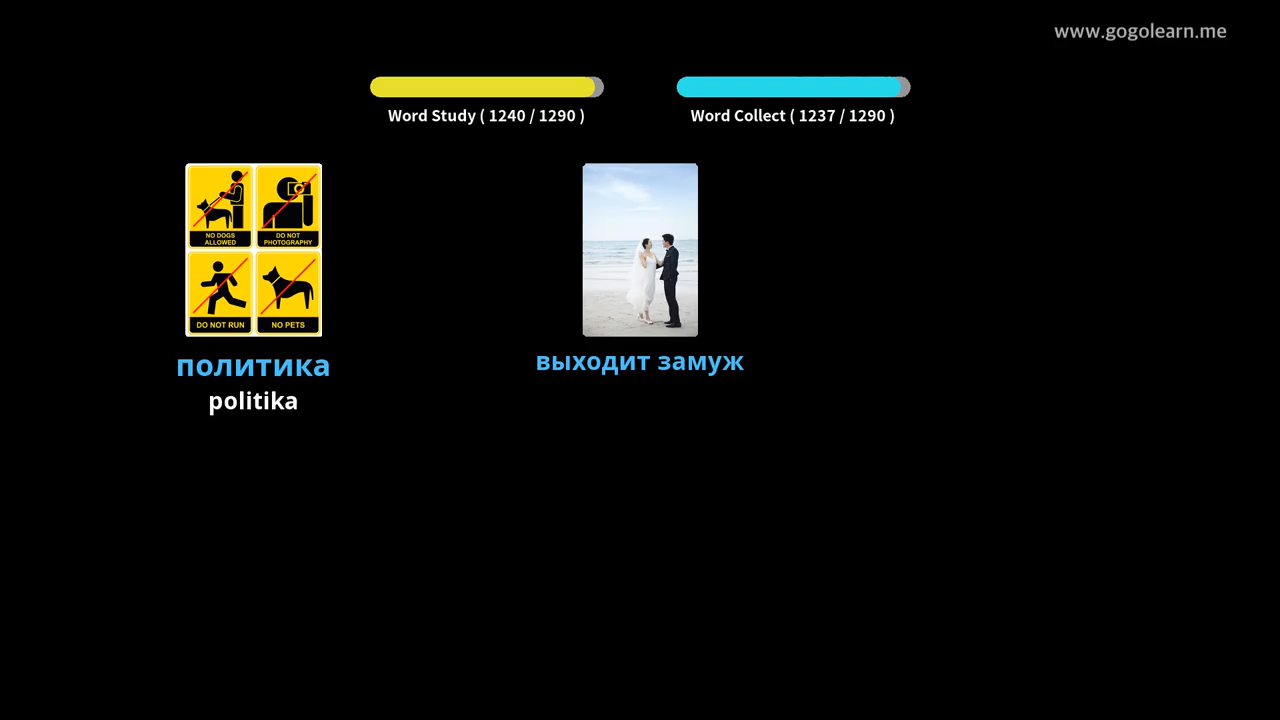 www.gogolearn.me
Word Study ( 1240 / 1290 )
Word Collect ( 1237 / 1290 )
NO DOGS
ALLOWED
DO NOT
PHOTOGRAPHY
DO NOT RUN
NO PETS
политика
politika
выходит замуж